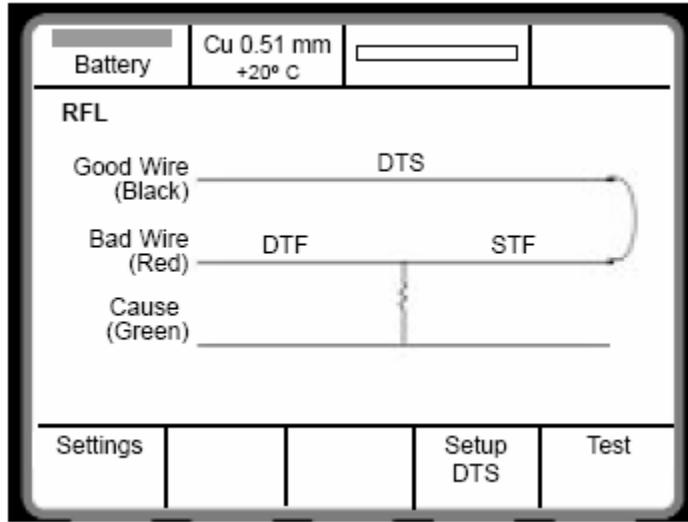 Battery
Cu 0.51 mm
+20º C
RFL
Good Wire
(Black)
DTS
Bad Wire
(Red)
DTF
STF
Cause
(Green)
Settings
Setup
DTS
Test